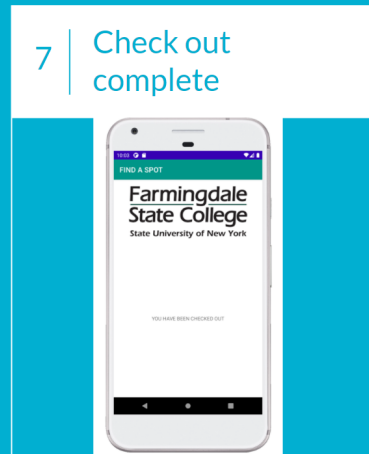 7
Check out
complete
10:03
FIND A SPOT
Farmingdale
State College
State University of New York
YOU HAVE BEEN CHECKED OUT